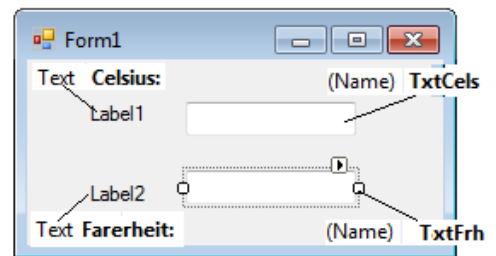 Form1
Text Celsius: (Name) TxtCels
Label1
Label2
Text Farerheit: (Name) TxtFrh